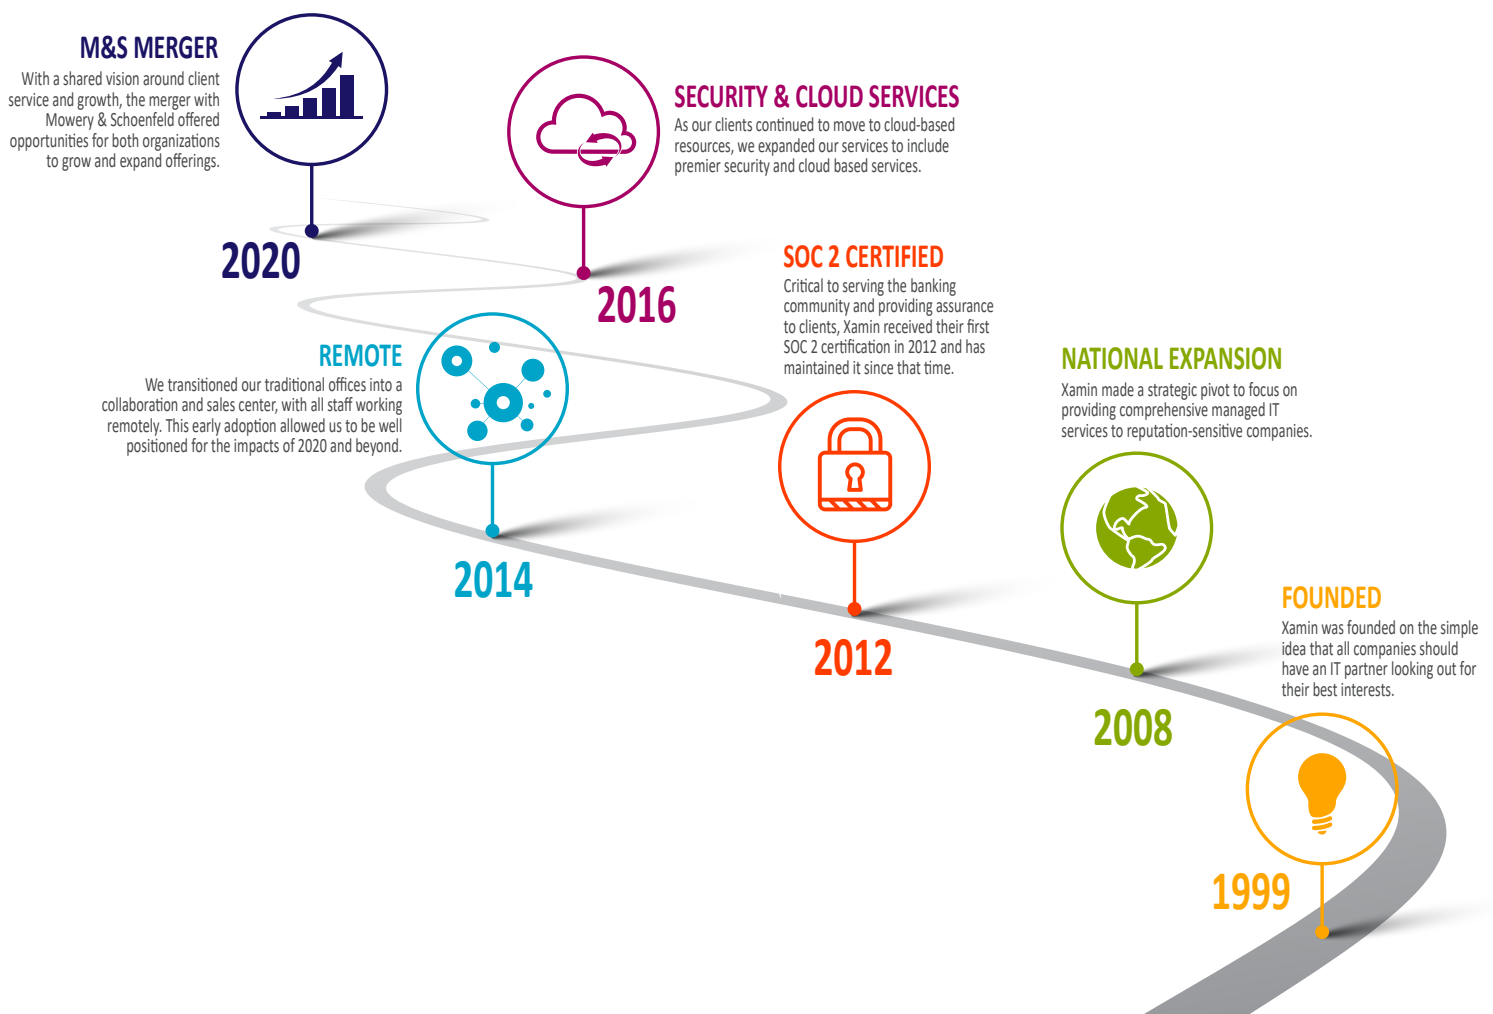 M&S MERGER
With a shared vision around client
service and growth, the merger with
Mowery & Schoenfeld offered
opportunities for both organizations
to grow and expand offerings.
2020
SECURITY & CLOUD SERVICES
As our clients continued to move to cloud-based
resources, we expanded our services to include
premier security and cloud based services.
2016
REMOTE
We transitioned our traditional offices into a
collaboration and sales center, with all staff working
remotely. This early adoption allowed us to be well
positioned for the impacts of 2020 and beyond.
2014
SOC 2 CERTIFIED
Critical to serving the banking
community and providing assurance
to clients, Xamin received their first
SOC 2 certification in 2012 and has
maintained it since that time.
2012
NATIONAL EXPANSION
Xamin made a strategic pivot to focus on
providing comprehensive managed IT
services to reputation-sensitive companies.
2008
FOUNDED
Xamin was founded on the simple
idea that all companies should
have an IT partner looking out for
their best interests.
1999